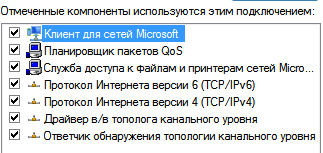 Отмеченные компоненты используются этим подключением:
Клиент для сетей Microsoft
Планировщик пакетов QoS
Служба доступа к файлам и принтерам сетей Micro...
Протокол Интернета версии 6 (TCP/IPv6)
Протокол Интернета версии 4 (TCP/IPv4)
Драйвер в/в тополога канального уровня
Ответчик обнаружения топологии канального уровня